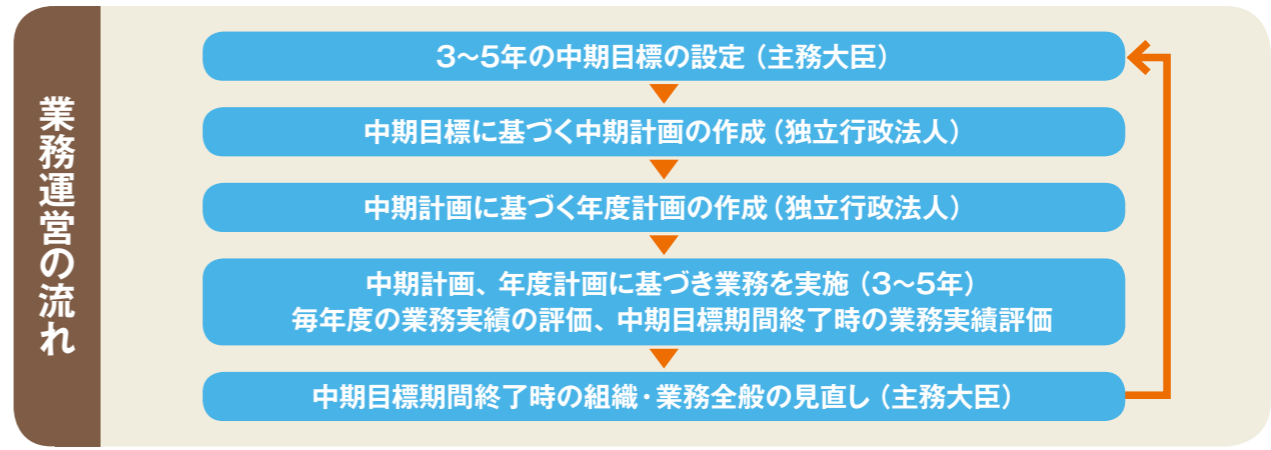 業務運営の流れ
3～5年の中期目標の設定（主務大臣）
中期目標に基づく中期計画の作成（独立行政法人）
中期計画に基づく年度計画の作成（独立行政法人）
中期計画、年度計画に基づき業務を実施（3～5年）
毎年度の業務実績の評価、中期目標期間終了時の業務実績評価
中期目標期間終了時の組織・業務全般の見直し（主務大臣）